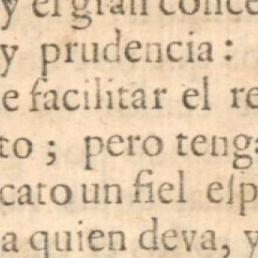 y el gran conce
y prudencia:
e facilitar el re
to; pero teng
cato un fiel eſp
a quien deva, y